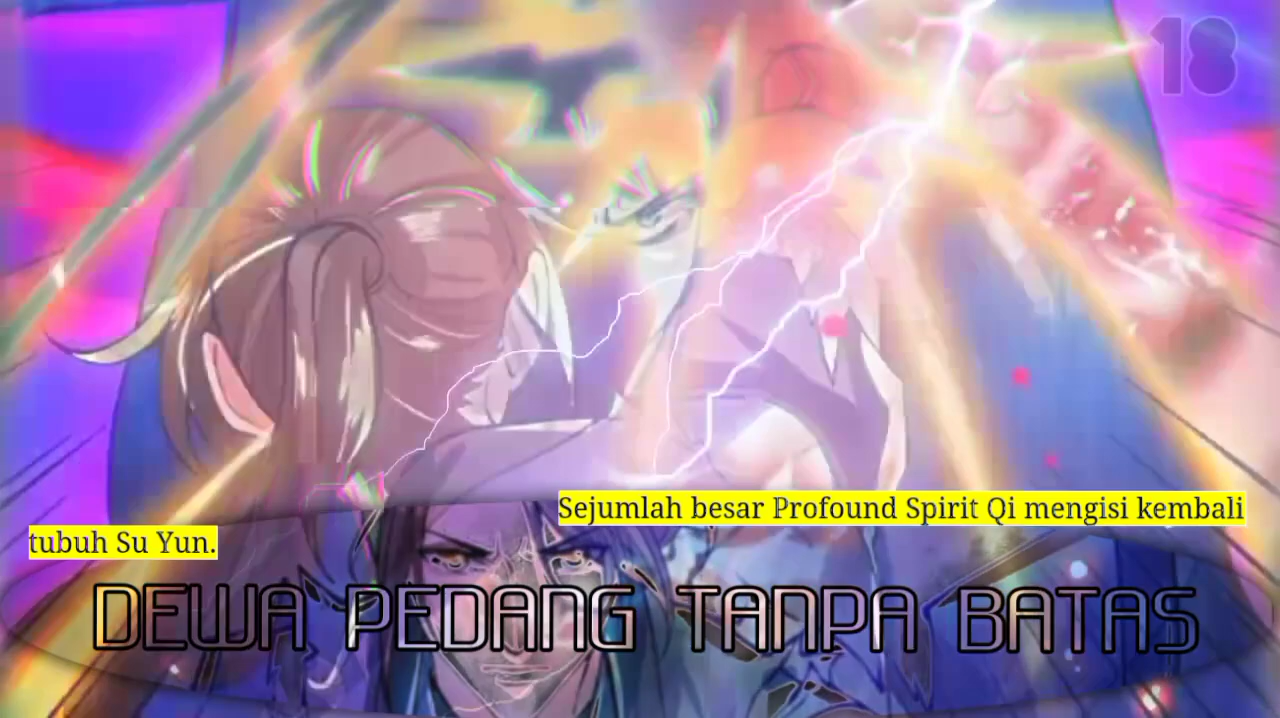 18
Sejumlah besar Profound Spirit Qi mengisi kembali
tubuh Su Yun.
DEWA PEDANG TANPA BATAS